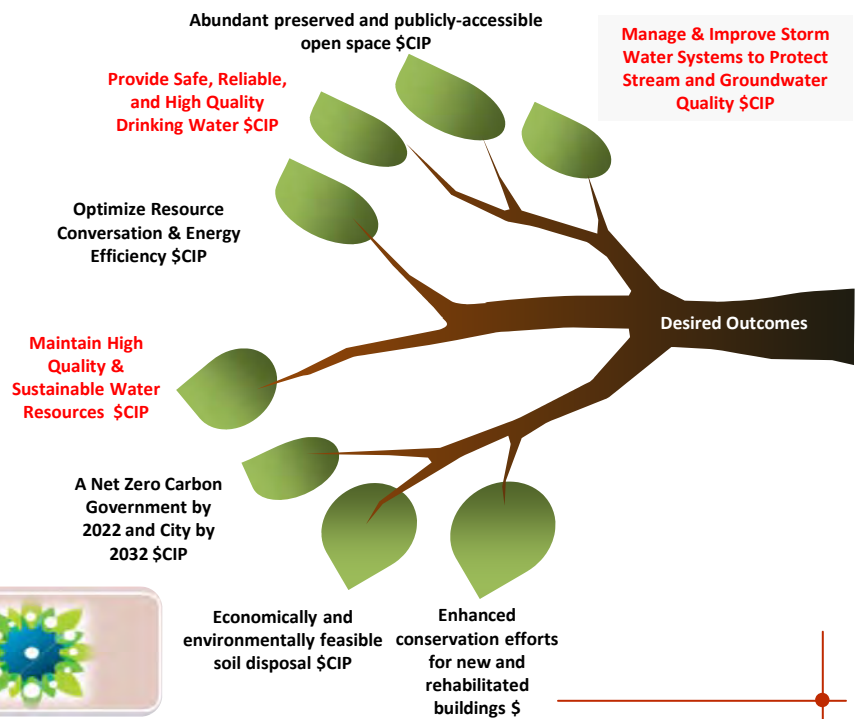 Abundant preserved and publicly-accessible
open space $CIP
Manage & Improve Storm
Water Systems to Protect
Stream and Groundwater
Quality $CIP
Provide Safe, Reliable,
and High Quality
Drinking Water $CIP
Optimize Resource
Conversation & Energy
Efficiency $CIP
Desired Outcomes
Maintain High
Quality &
Sustainable Water
Resources $CIP
A Net Zero Carbon
Government by
2022 and City by
2032 $CIP
Economically and
environmentally feasible
soil disposal $CIP
Enhanced
conservation efforts
for new and
rehabilitated
buildings $